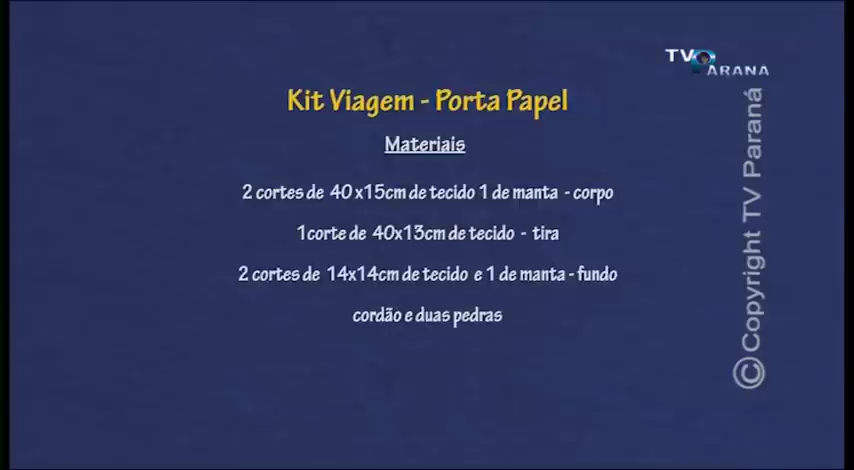 TV PARANÁ
Kit Viagem - Porta Papel
Materiais
2 cortes de 40x15cm de tecido 1 de manta - corpo
1corte de 40x13cm de tecido - tira
2 cortes de 14x14cm de tecido e 1 de manta - fundo
cordão e duas pedras
©Copyright TV Paraná